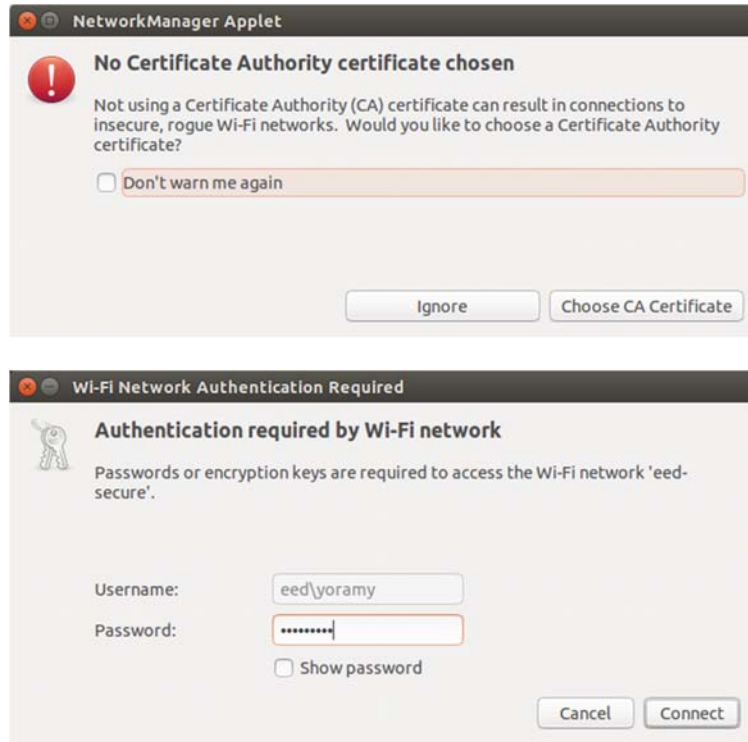 NetworkManager Applet
No Certificate Authority certificate chosen
Not using a Certificate Authority (CA) certificate can result in connections to
insecure, rogue Wi-Fi networks. Would you like to choose a Certificate Authority
certificate?
Don't warn me again
Ignore Choose CA Certificate
Wi-Fi Network Authentication Required
Authentication required by Wi-Fi network
Passwords or encryption keys are required to access the Wi-Fi network 'eed-
secure'.
Username: eed\yoramy
Password: •••••••••
Show password
Cancel Connect